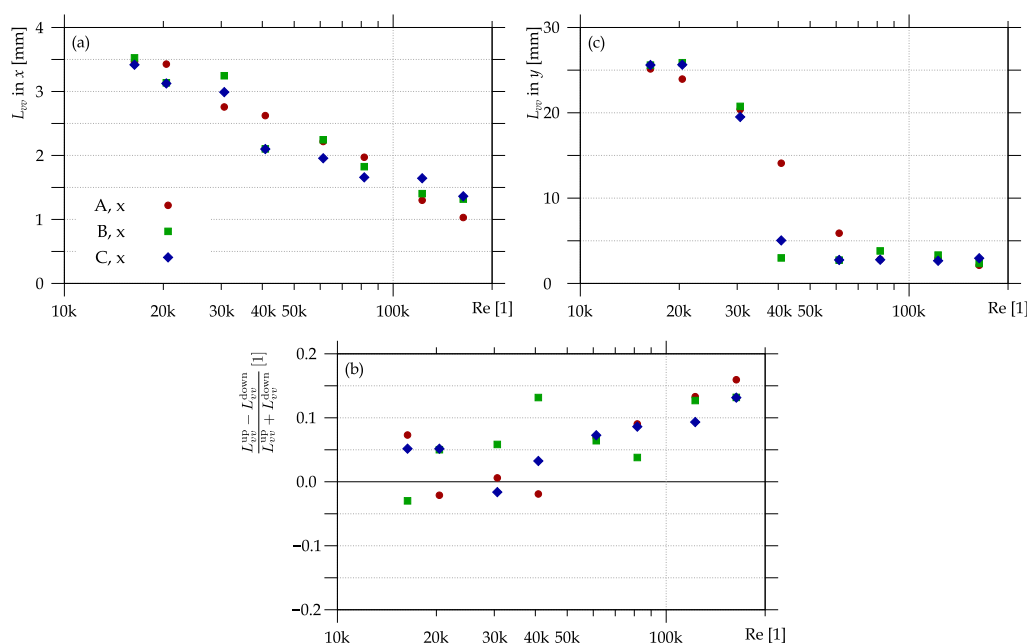 (a)
L_vv in x [mm]
4
3
2
1
0
A, x
B, x
C, x
10k 20k 30k 40k 50k 100k Re [1]
(c)
L_vv in y [mm]
30
20
10
0
10k 20k 30k 40k 50k 100k Re [1]
(b)
L_vv^up − L_vv^down
L_vv^up + L_vv^down [1]
0.2
0.1
0.0
−0.1
−0.2
10k 20k 30k 40k 50k 100k Re [1]